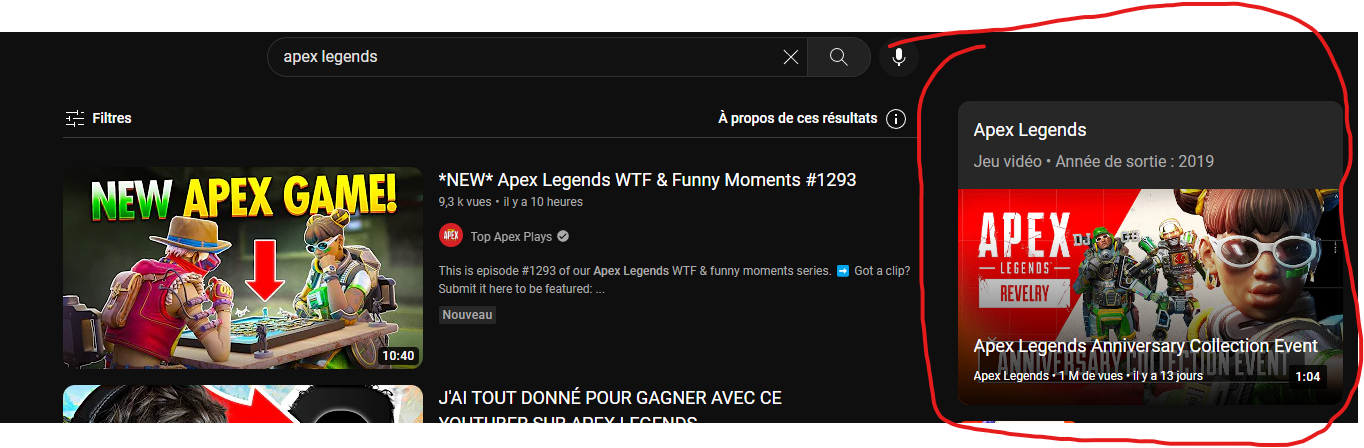 apex legends
Filtres
À propos de ces résultats
NEW APEX GAME!
10:40
*NEW* Apex Legends WTF & Funny Moments #1293
9,3 k vues • il y a 10 heures
APEX
Top Apex Plays
This is episode #1293 of our Apex Legends WTF & funny moments series. ➡️ Got a clip?
Submit it here to be featured: ...
Nouveau
J'AI TOUT DONNÉ POUR GAGNER AVEC CE
YOUTUBER SUR APEX LEGENDS
Apex Legends
Jeu vidéo • Année de sortie : 2019
APEX
LEGENDS
REVELRY
ANNIVERSARY COLLECTION EVENT
Apex Legends Anniversary Collection Event
Apex Legends • 1 M de vues • il y a 13 jours
1:04